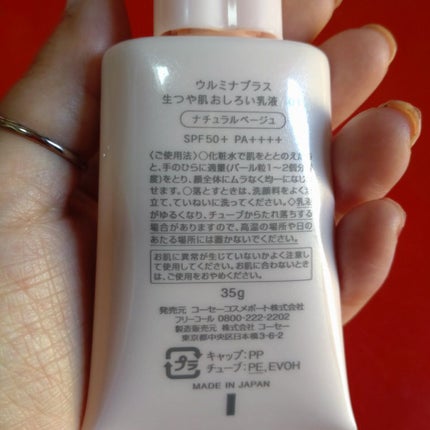 ウルミナプラス
生つや肌おしろい乳液
ナチュラルベージュ
SPF50+ PA++++
〈ご使用法〉○化粧水で肌をととのえたあ
と、手のひらに適量(パール粒1~2個分
度)をとり、顔全体にムラなく均一になじ
せます。○落とすときは、洗顔料をよく
立て、ていねいに洗ってください。◇乳液
がゆるくなり、チューブからたれ落ちする
場合がありますので、高温の場所や日の
あたる場所には置かないでください。
お肌に異常が生じていないかよく注意し
て使用してください。お肌に合わないとき
は、ご使用をおやめください。
35g
発売元 コーセーコスメポート株式会社
フリーコール 0800-222-2202
製造販売元 株式会社 コーセー
東京都中央区日本橋3-6-2
プラ
キャップ:PP
チューブ:PE, EVOH
MADE IN JAPAN